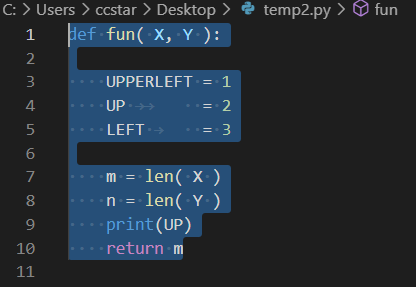 C: > Users > ccstar > Desktop > temp2.py > fun
1 def fun( X, Y ):
2
3     UPPERLEFT = 1
4     UP        = 2
5     LEFT      = 3
6
7     m = len( X )
8     n = len( Y )
9     print(UP)
10     return m
11